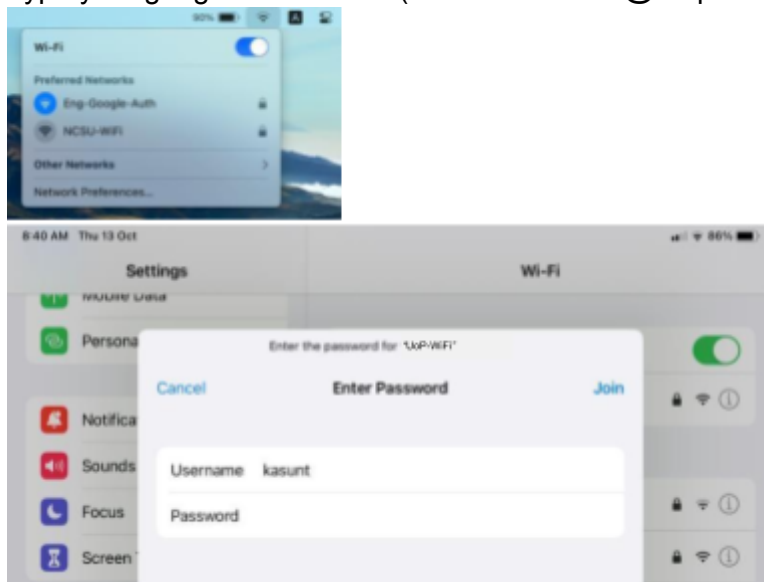 90%
Wi-Fi
Preferred Networks
Eng-Google-Auth
NCSU-WiFi
Other Networks
Network Preferences...
8:40 AM Thu 13 Oct
86%
Settings
Wi-Fi
Mobile Data
Persona
Enter the password for "UoP-WiFi"
Cancel
Enter Password
Join
Notifica
Sounds
Username kasunt
Focus
Password
Screen